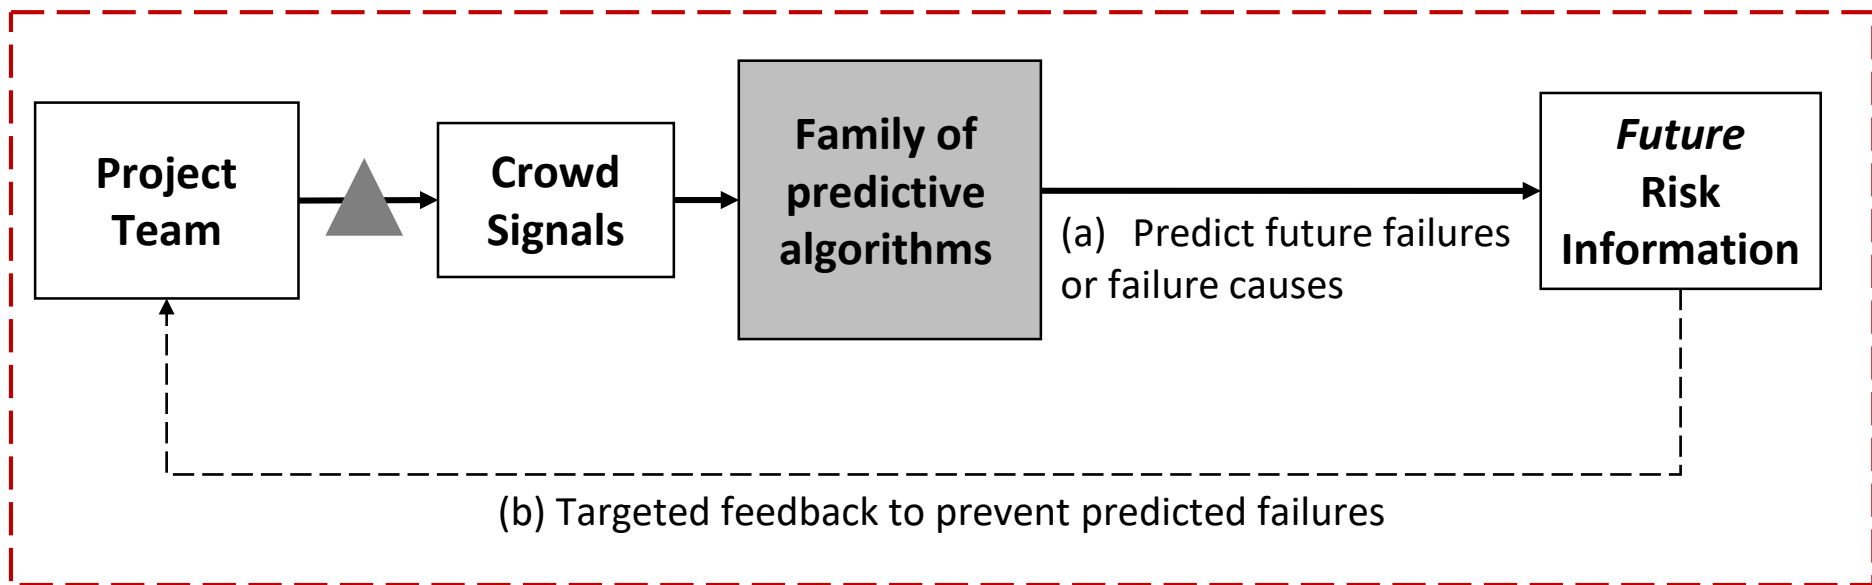 Project
Team
Crowd
Signals
Family of
predictive
algorithms
(a) Predict future failures
or failure causes
Future
Risk
Information
(b) Targeted feedback to prevent predicted failures